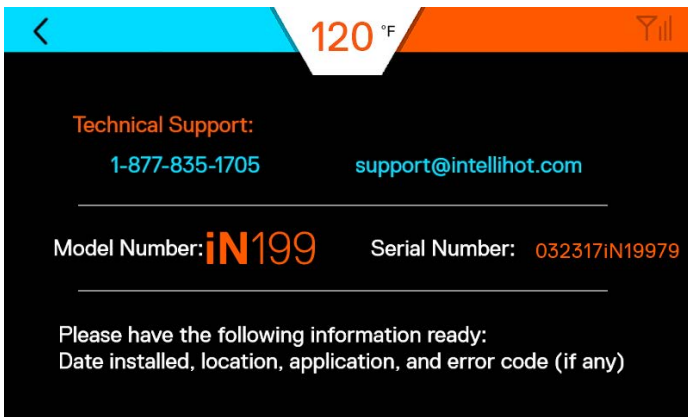 120 °F
Technical Support:
1-877-835-1705 support@intellihot.com
Model Number: iN199 Serial Number: 032317iN19979
Please have the following information ready:
Date installed, location, application, and error code (if any)